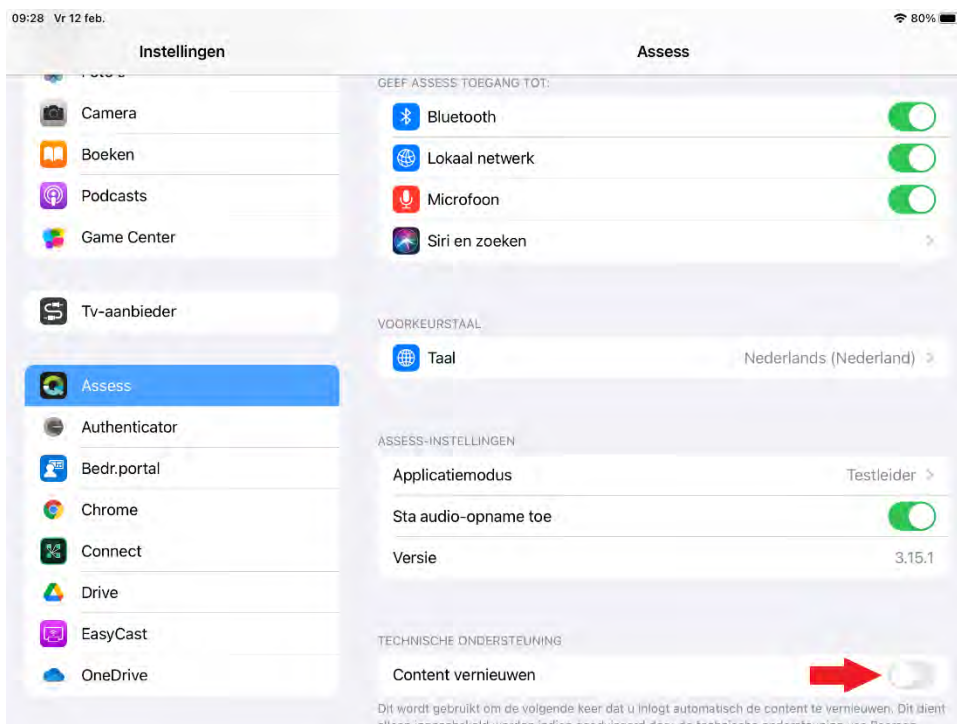 09:28 Vr 12 feb.
80%
Instellingen
Assess
Camera
Boeken
Podcasts
Game Center
Tv-aanbieder
Assess
Authenticator
Bedr.portal
Chrome
Connect
Drive
EasyCast
OneDrive
GEEF ASSESS TOEGANG TOT:
Bluetooth
Lokaal netwerk
Microfoon
Siri en zoeken
VOORKEURSTAAL
Taal Nederlands (Nederland)
ASSESS-INSTELLINGEN
Applicatiemodus Testleider
Sta audio-opname toe
Versie 3.15.1
TECHNISCHE ONDERSTEUNING
Content vernieuwen
Dit wordt gebruikt om de volgende keer dat u inlogt automatisch de content te vernieuwen. Dit dient